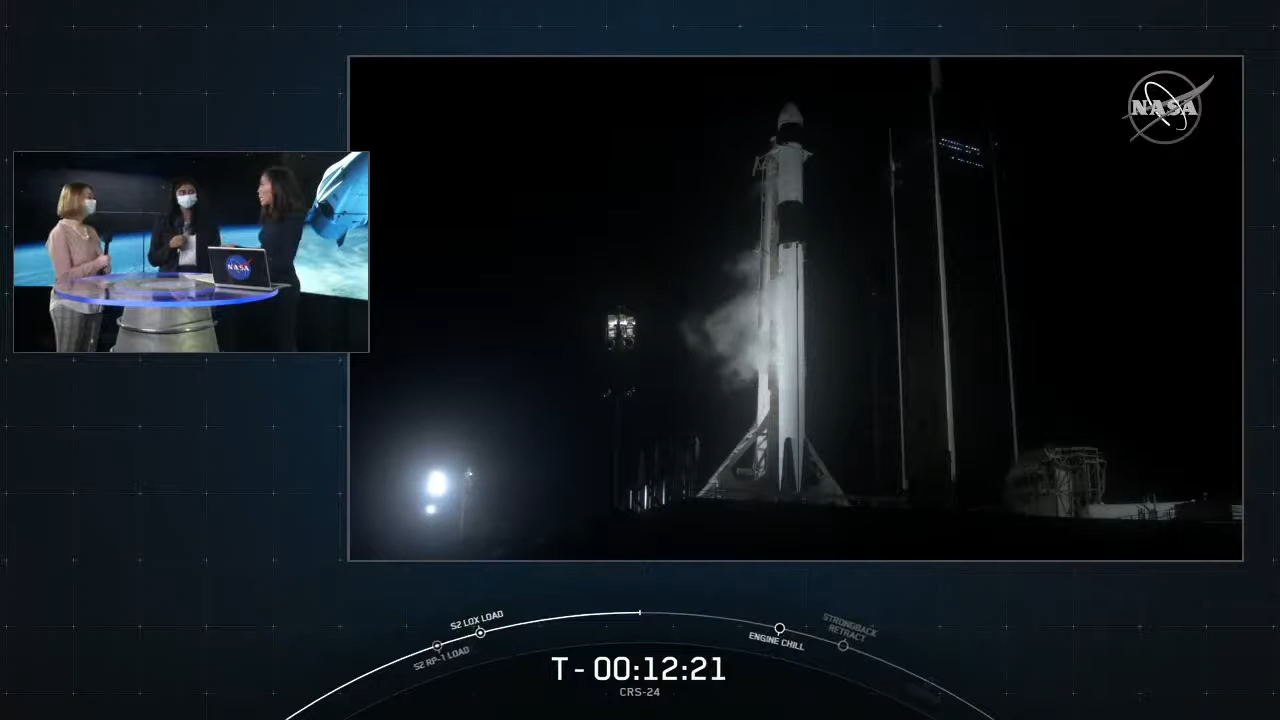 NASA
NASA
S2 LOX LOAD
S2 RP-1 LOAD
ENGINE CHILL
STRONGBACK
RETRACT
T- 00:12:21
CRS-24